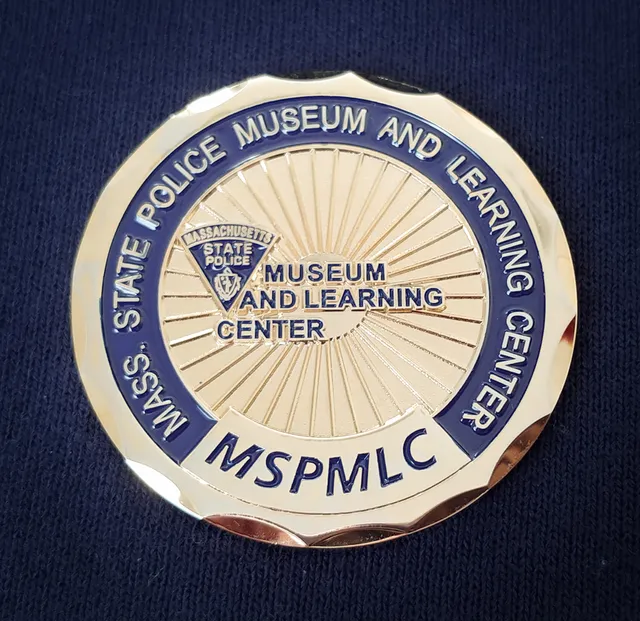 MASS. STATE POLICE MUSEUM AND LEARNING CENTER
MASSACHUSETTS
STATE
POLICE
MUSEUM
AND LEARNING
CENTER
MSPMLC